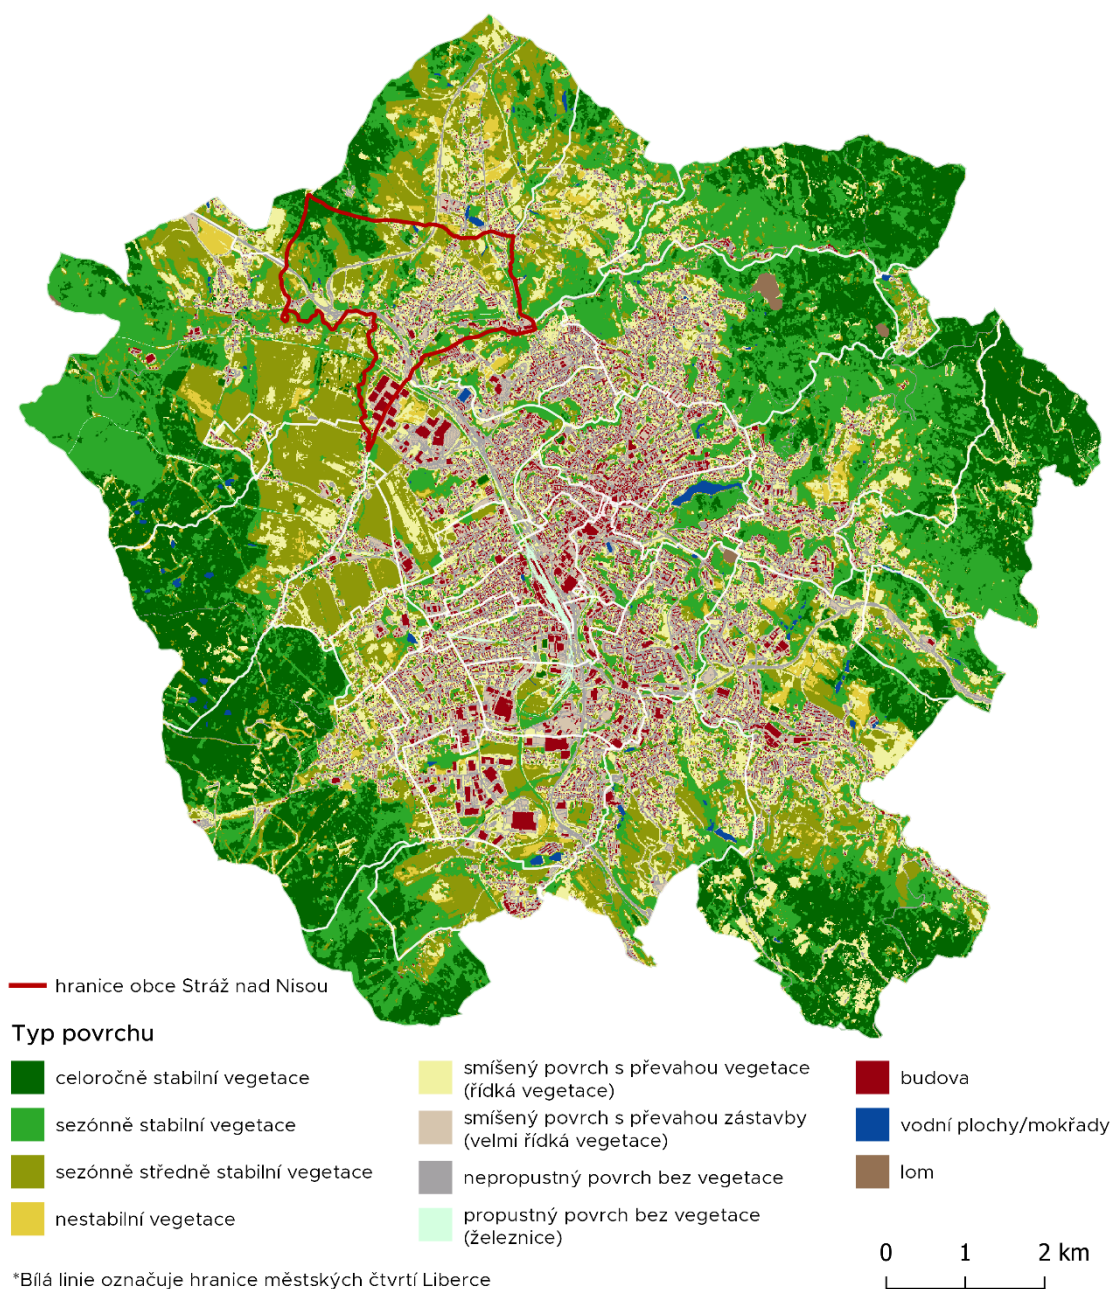 hranice obce Stráž nad Nisou
Typ povrchu
celoročně stabilní vegetace
sezónně stabilní vegetace
sezónně středně stabilní vegetace
nestabilní vegetace
smíšený povrch s převahou vegetace
(řídká vegetace)
smíšený povrch s převahou zástavby
(velmi řídká vegetace)
nepropustný povrch bez vegetace
propustný povrch bez vegetace
(železnice)
budova
vodní plochy/mokřady
lom
0 1 2 km
*Bílá linie označuje hranice městských čtvrtí Liberce